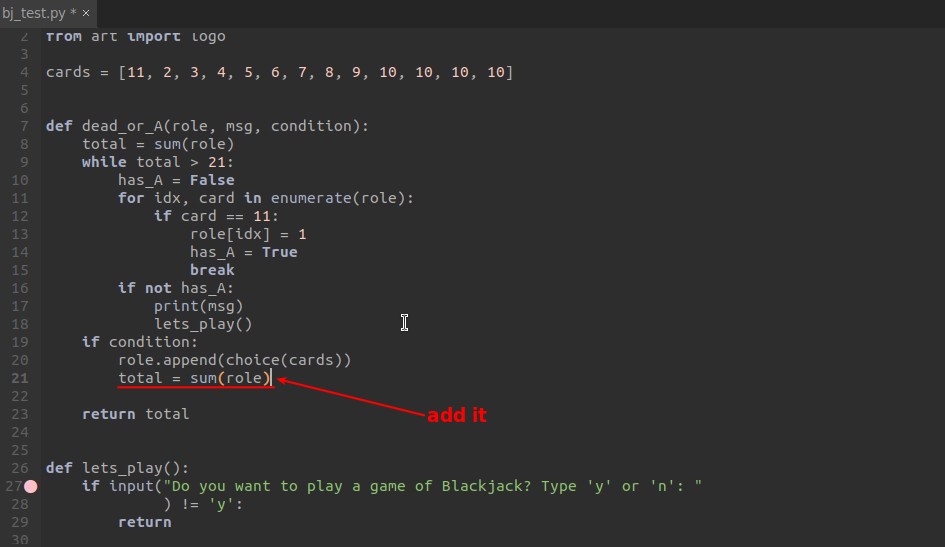 bj_test.py * ×
2 from art import logo
3
4 cards = [11, 2, 3, 4, 5, 6, 7, 8, 9, 10, 10, 10, 10]
5
6
7 def dead_or_A(role, msg, condition):
8     total = sum(role)
9     while total > 21:
10         has_A = False
11         for idx, card in enumerate(role):
12             if card == 11:
13                 role[idx] = 1
14                 has_A = True
15                 break
16         if not has_A:
17             print(msg)
18             lets_play()
19     if condition:
20         role.append(choice(cards))
21         total = sum(role)
22
add it
23     return total
24
25
26 def lets_play():
27     if input("Do you want to play a game of Blackjack? Type 'y' or 'n': "
28              ) != 'y':
29         return
30